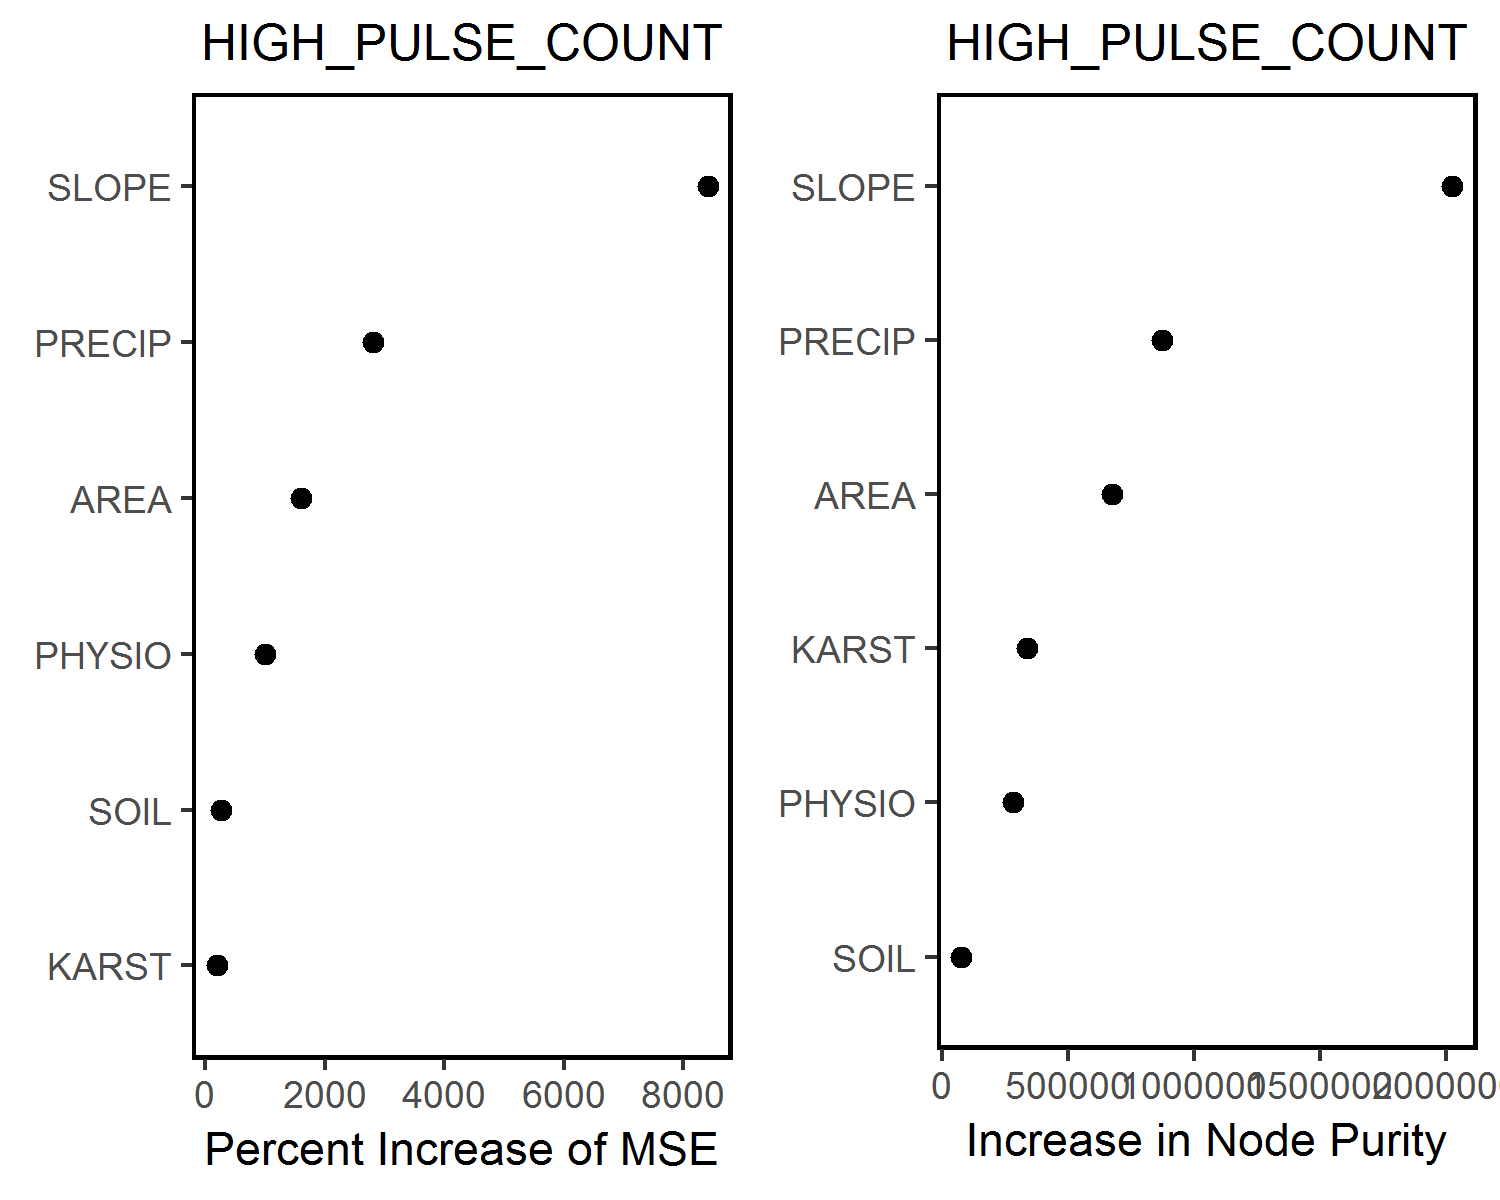 HIGH_PULSE_COUNT
SLOPE
PRECIP
AREA
PHYSIO
SOIL
KARST
0 2000 4000 6000 8000
Percent Increase of MSE
HIGH_PULSE_COUNT
SLOPE
PRECIP
AREA
KARST
PHYSIO
SOIL
0 500000 1000000 1500000 2000000
Increase in Node Purity